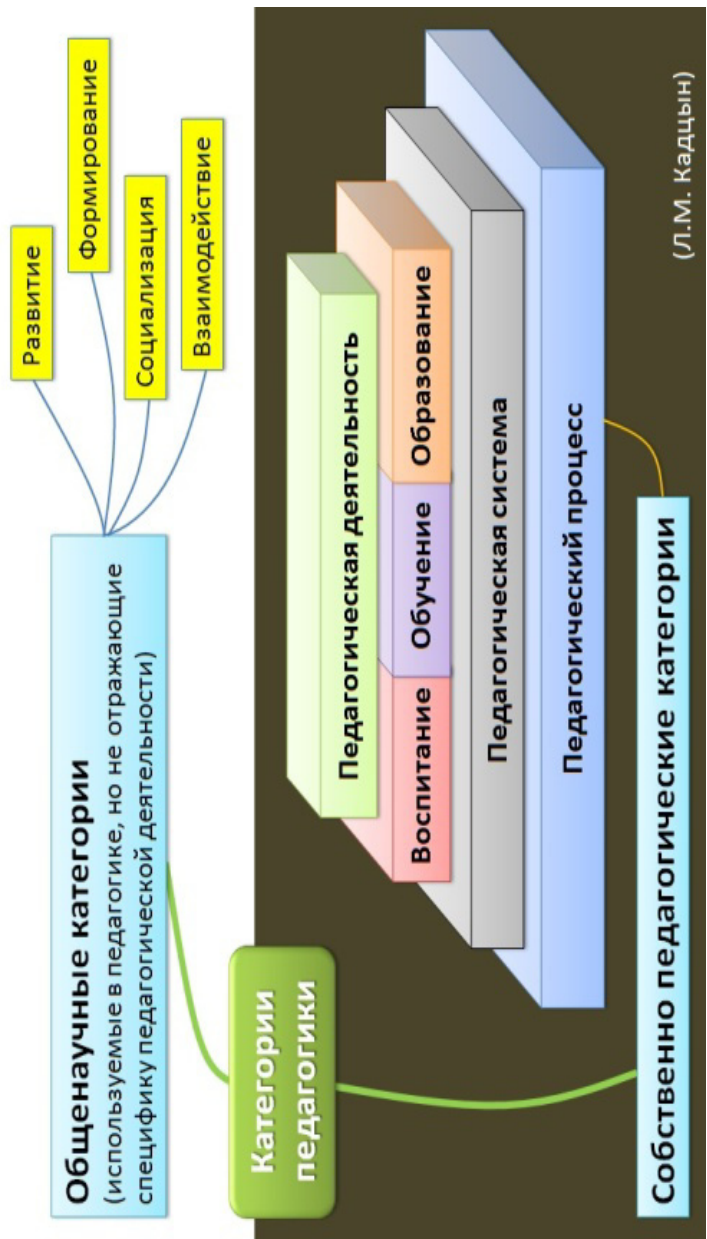 Общенаучные категории
(используемые в педагогике, но не отражающие
специфику педагогической деятельности)
Развитие
Формирование
Социализация
Взаимодействие
Категории
педагогики
Педагогическая деятельность
Воспитание
Обучение
Образование
Педагогическая система
Педагогический процесс
Собственно педагогические категории
(Л.М. Кадцын)